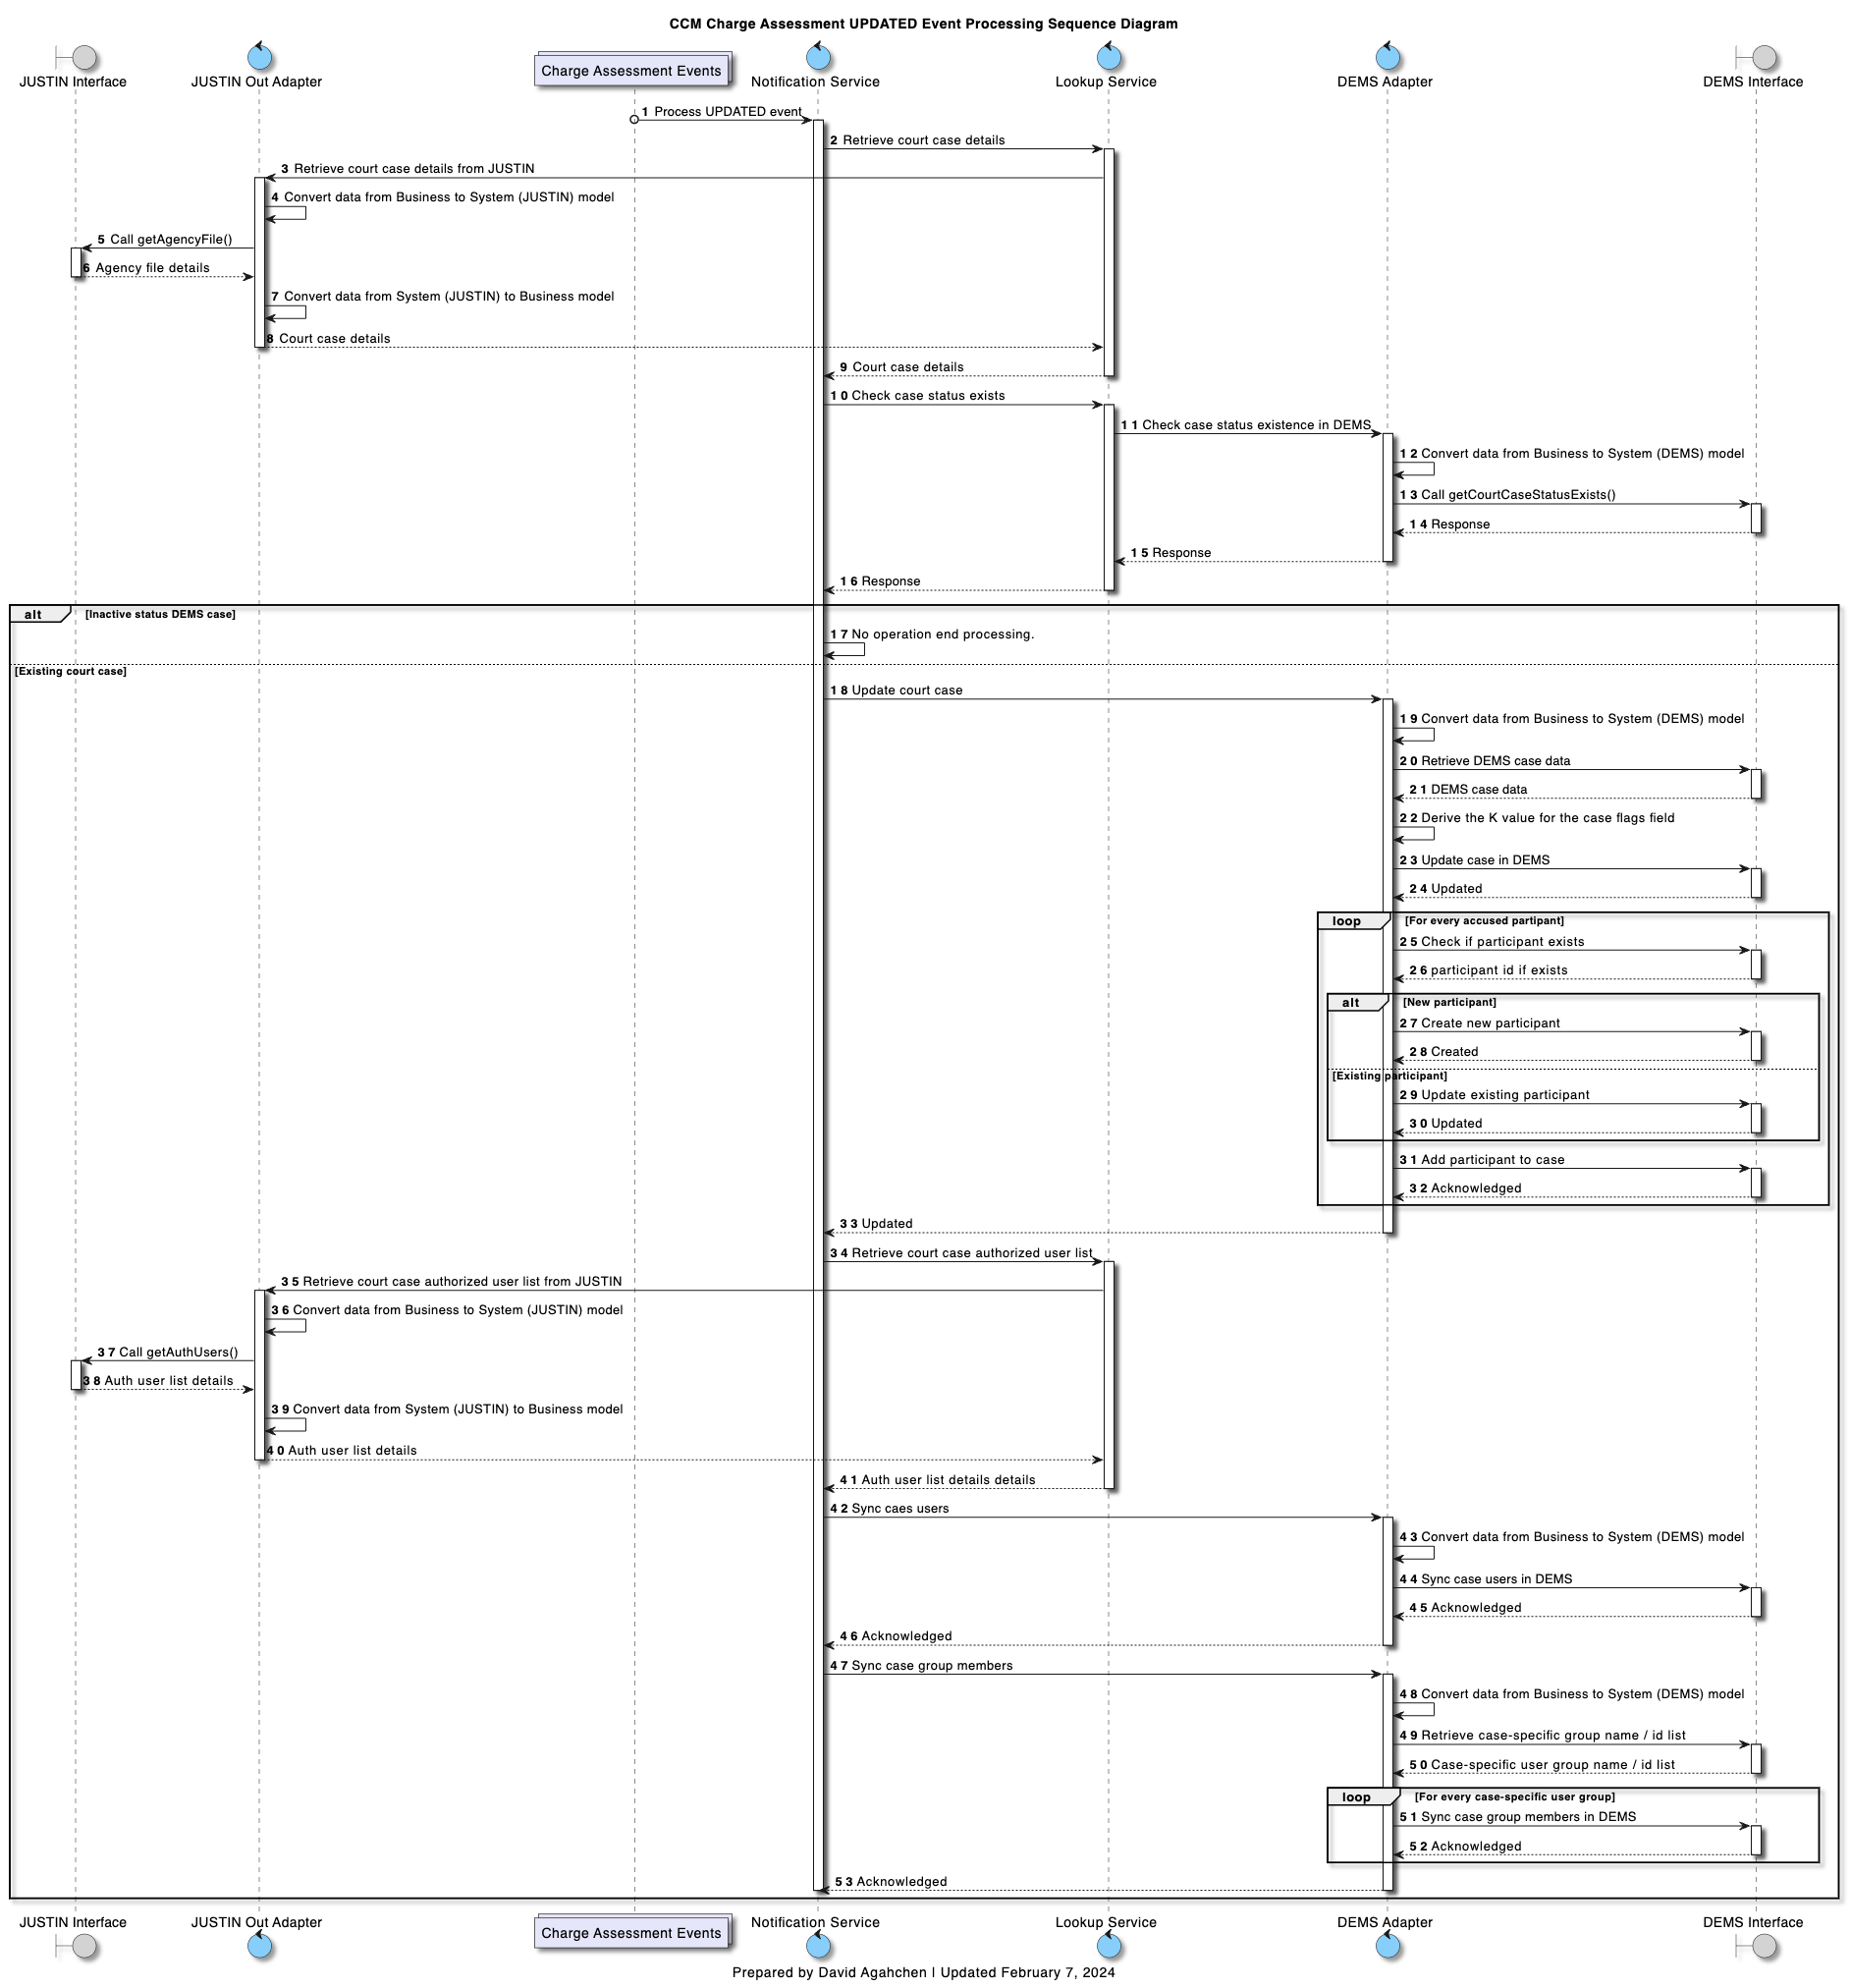 CCM Charge Assessment UPDATED Event Processing Sequence Diagram
JUSTIN Interface
JUSTIN Out Adapter
Charge Assessment Events
Notification Service
Lookup Service
DEMS Adapter
DEMS Interface
1 Process UPDATED event
2 Retrieve court case details
3 Retrieve court case details from JUSTIN
4 Convert data from Business to System (JUSTIN) model
5 Call getAgencyFile()
6 Agency file details
7 Convert data from System (JUSTIN) to Business model
8 Court case details
9 Court case details
10 Check case status exists
11 Check case status existence in DEMS
12 Convert data from Business to System (DEMS) model
13 Call getCourtCaseStatusExists()
14 Response
15 Response
16 Response
alt [Inactive status DEMS case]
17 No operation end processing.
[Existing court case]
18 Update court case
19 Convert data from Business to System (DEMS) model
20 Retrieve DEMS case data
21 DEMS case data
22 Derive the K value for the case flags field
23 Update case in DEMS
24 Updated
loop [For every accused partipant]
25 Check if participant exists
26 participant id if exists
alt [New participant]
27 Create new participant
28 Created
[Existing participant]
29 Update existing participant
30 Updated
31 Add participant to case
32 Acknowledged
33 Updated
34 Retrieve court case authorized user list
35 Retrieve court case authorized user list from JUSTIN
36 Convert data from Business to System (JUSTIN) model
37 Call getAuthUsers()
38 Auth user list details
39 Convert data from System (JUSTIN) to Business model
40 Auth user list details
41 Auth user list details details
42 Sync caes users
43 Convert data from Business to System (DEMS) model
44 Sync case users in DEMS
45 Acknowledged
46 Acknowledged
47 Sync case group members
48 Convert data from Business to System (DEMS) model
49 Retrieve case-specific group name / id list
50 Case-specific user group name / id list
loop [For every case-specific user group]
51 Sync case group members in DEMS
52 Acknowledged
53 Acknowledged
JUSTIN Interface
JUSTIN Out Adapter
Charge Assessment Events
Notification Service
Lookup Service
DEMS Adapter
DEMS Interface
Prepared by David Agahchen | Updated February 7, 2024